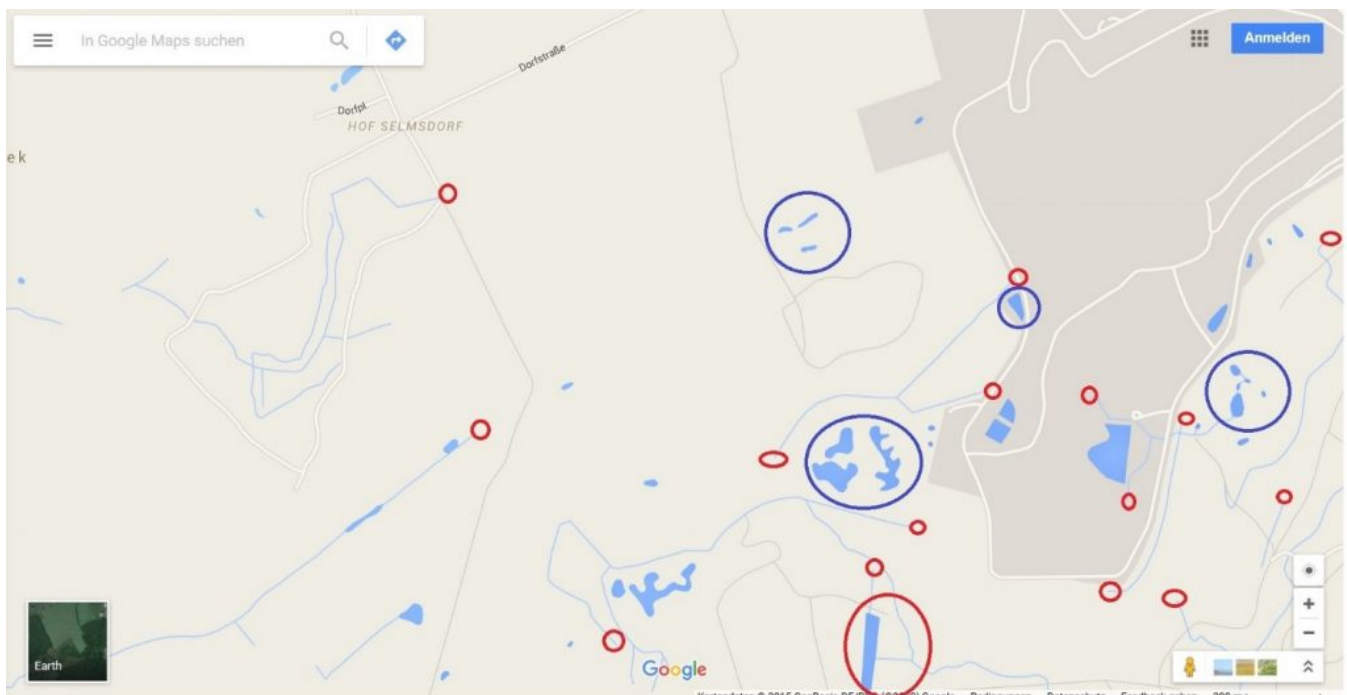 In Google Maps suchen
Anmelden
Dorfstraße
Dorfpl.
HOF SELMSDORF
ek
Earth
Google